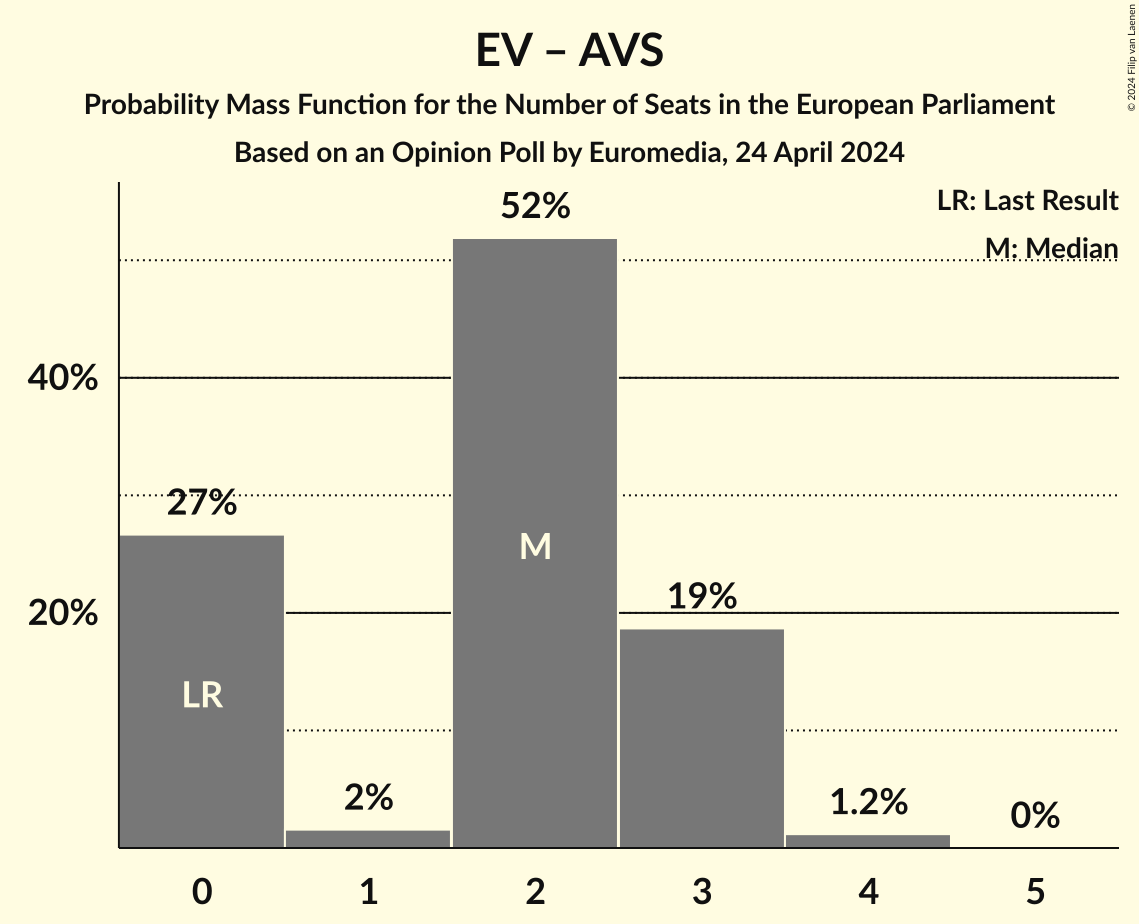 EV – AVS
Probability Mass Function for the Number of Seats in the European Parliament
Based on an Opinion Poll by Euromedia, 24 April 2024
© 2024 Filip van Laenen
LR: Last Result
M: Median
52%
40%
27%
M
19%
20%
LR
2%
1.2%
0%
0 1 2 3 4 5